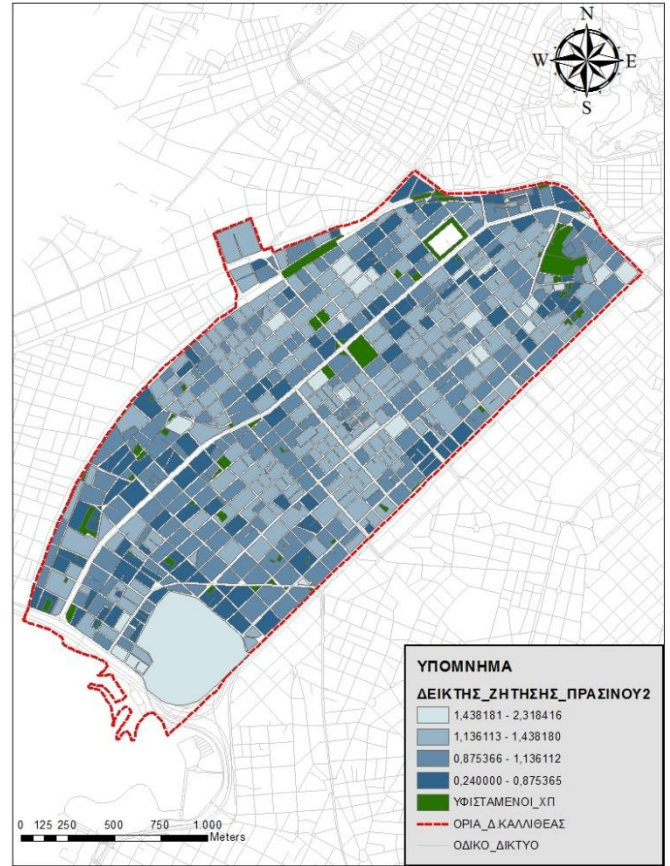 N
W E
S
ΥΠΟΜΝΗΜΑ
ΔΕΙΚΤΗΣ_ΖΗΤΗΣΗΣ_ΠΡΑΣΙΝΟΥ2
1,438181 - 2,318416
1,136113 - 1,438180
0,875366 - 1,136112
0,240000 - 0,875365
ΥΦΙΣΤΑΜΕΝΟΙ_ΧΠ
ΟΡΙΑ_Δ.ΚΑΛΛΙΘΕΑΣ
ΟΔΙΚΟ_ΔΙΚΤΥΟ
0 125 250 500 750 1.000
Meters